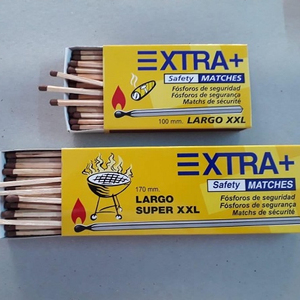 EXTRA+
Safety MATCHES
Fósforos de seguridad
Fósforos de segurança
Matchs de sécurité
100 mm. LARGO XXL
EXTRA+
Safety MATCHES
170 mm.
LARGO
SUPER XXL
Fósforos de seguridad
Fósforos de segurança
Matchs de sécurité